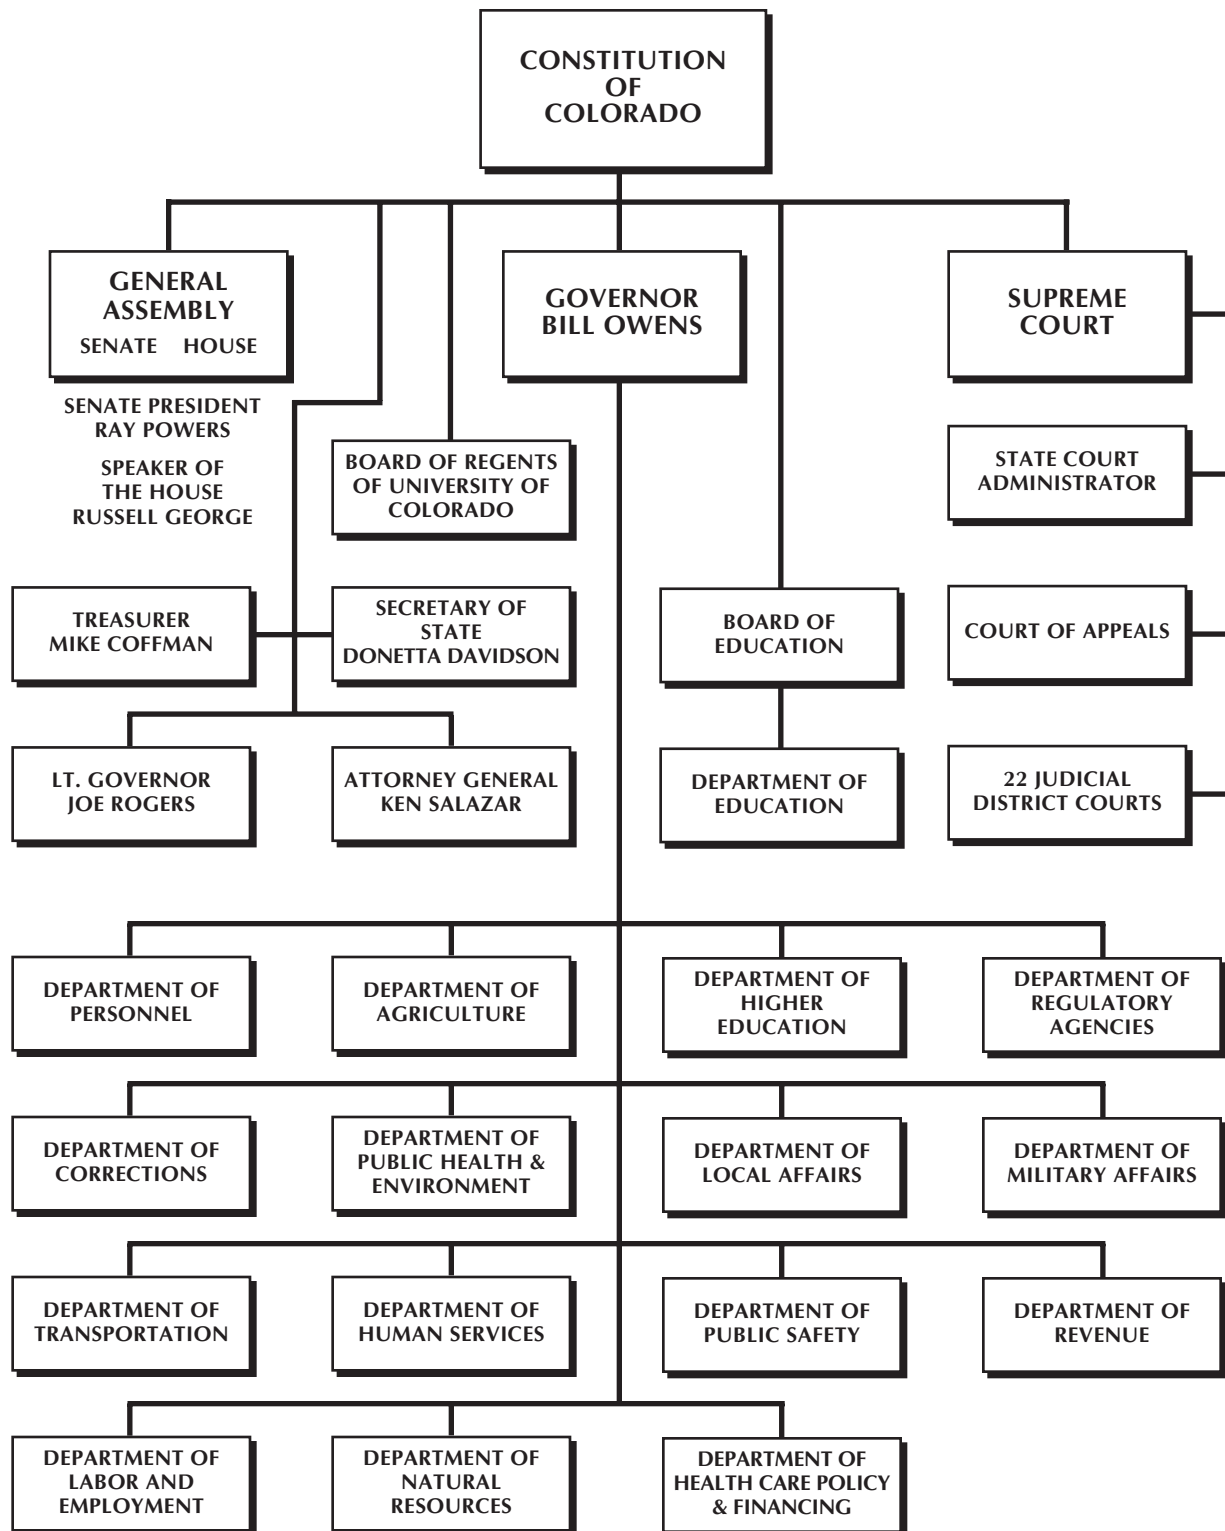 CONSTITUTION
OF
COLORADO
GENERAL
ASSEMBLY
SENATE HOUSE
GOVERNOR
BILL OWENS
SUPREME
COURT
SENATE PRESIDENT
RAY POWERS
SPEAKER OF
THE HOUSE
RUSSELL GEORGE
BOARD OF REGENTS
OF UNIVERSITY OF
COLORADO
STATE COURT
ADMINISTRATOR
TREASURER
MIKE COFFMAN
SECRETARY OF
STATE
DONETTA DAVIDSON
BOARD OF
EDUCATION
COURT OF APPEALS
LT. GOVERNOR
JOE ROGERS
ATTORNEY GENERAL
KEN SALAZAR
DEPARTMENT OF
EDUCATION
22 JUDICIAL
DISTRICT COURTS
DEPARTMENT OF
PERSONNEL
DEPARTMENT OF
AGRICULTURE
DEPARTMENT OF
HIGHER
EDUCATION
DEPARTMENT OF
REGULATORY
AGENCIES
DEPARTMENT OF
CORRECTIONS
DEPARTMENT OF
PUBLIC HEALTH &
ENVIRONMENT
DEPARTMENT OF
LOCAL AFFAIRS
DEPARTMENT OF
MILITARY AFFAIRS
DEPARTMENT OF
TRANSPORTATION
DEPARTMENT OF
HUMAN SERVICES
DEPARTMENT OF
PUBLIC SAFETY
DEPARTMENT OF
REVENUE
DEPARTMENT OF
LABOR AND
EMPLOYMENT
DEPARTMENT OF
NATURAL
RESOURCES
DEPARTMENT OF
HEALTH CARE POLICY
& FINANCING